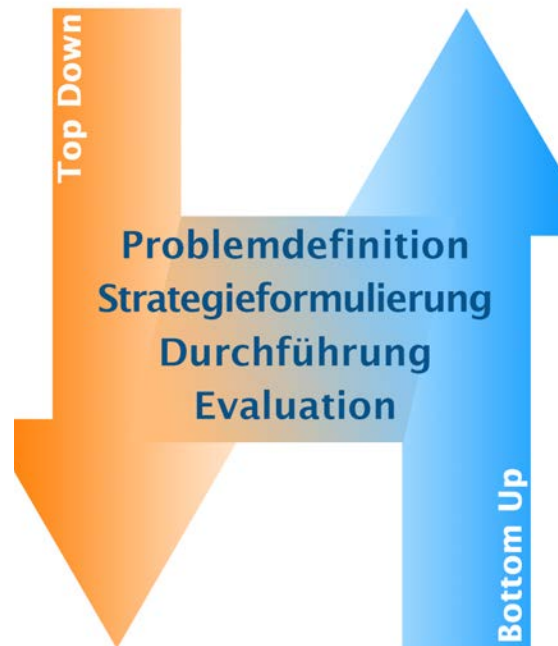 Top Down
Problemdefinition
Strategieformulierung
Durchführung
Evaluation
Bottom Up